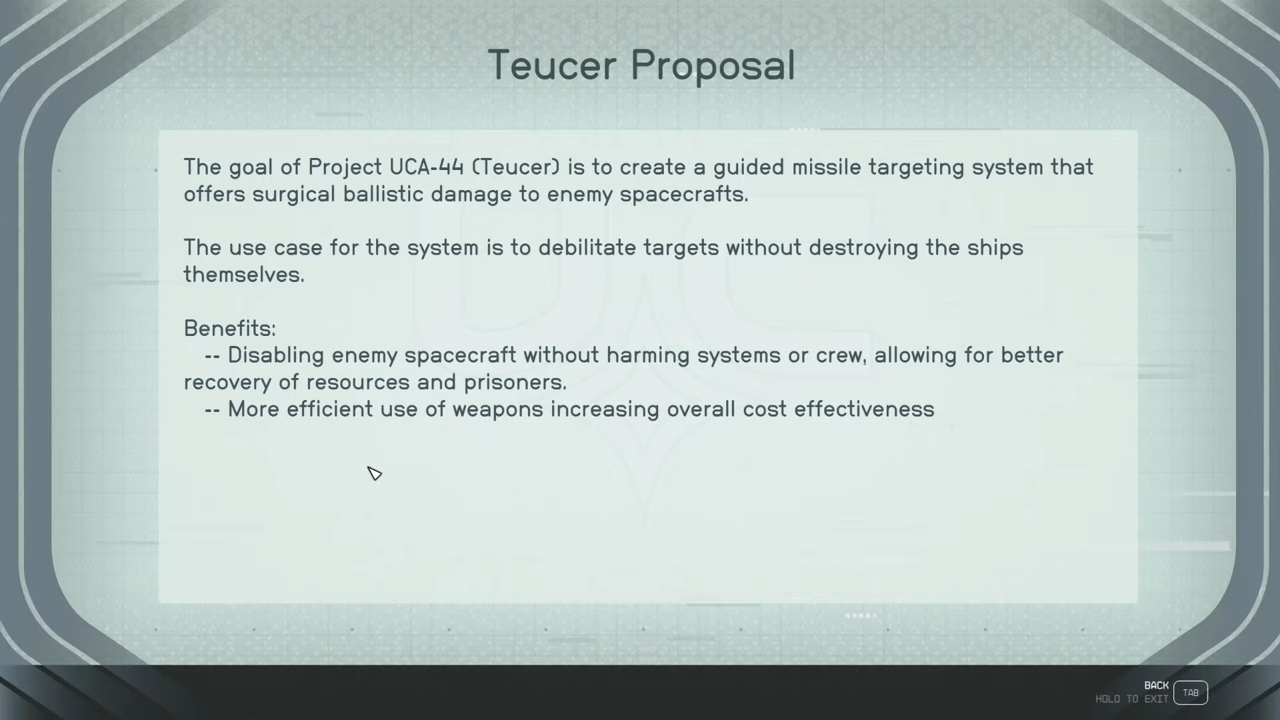 Teucer Proposal
The goal of Project UCA-44 (Teucer) is to create a guided missile targeting system that
offers surgical ballistic damage to enemy spacecrafts.
The use case for the system is to debilitate targets without destroying the ships
themselves.
Benefits:
-- Disabling enemy spacecraft without harming systems or crew, allowing for better
recovery of resources and prisoners.
-- More efficient use of weapons increasing overall cost effectiveness
BACK
HOLD TO EXIT
TAB